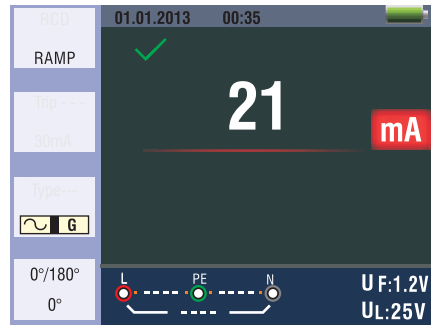 RCD
01.01.2013 00:35
RAMP
Trip - - -
30mA
21
mA
Type---
G
0°/180°
0°
L PE N
UF:1.2V
UL:25V